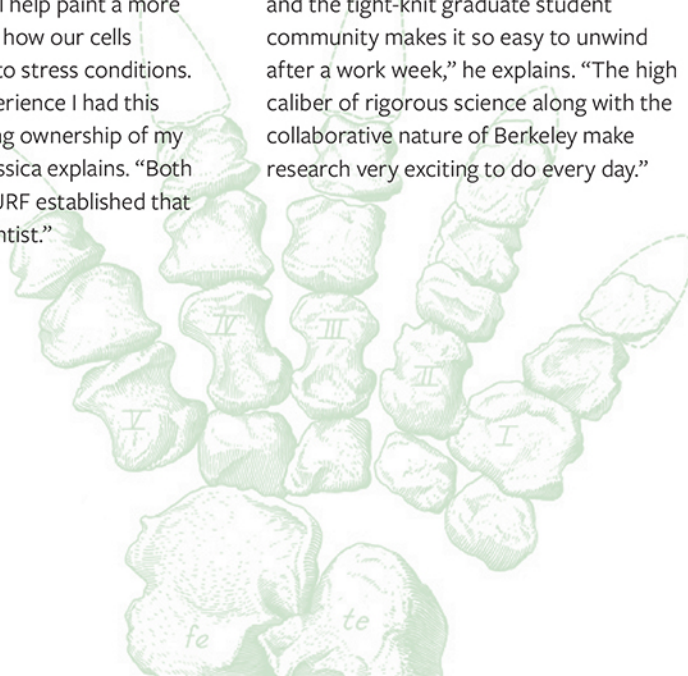 l help paint a more
how our cells
to stress conditions.
erience I had this
ng ownership of my
ssica explains. “Both
URF established that
ntist.”
and the tight-knit graduate student
community makes it so easy to unwind
after a work week,” he explains. “The high
caliber of rigorous science along with the
collaborative nature of Berkeley make
research very exciting to do every day.”
IV
III
II
V
I
fe
te